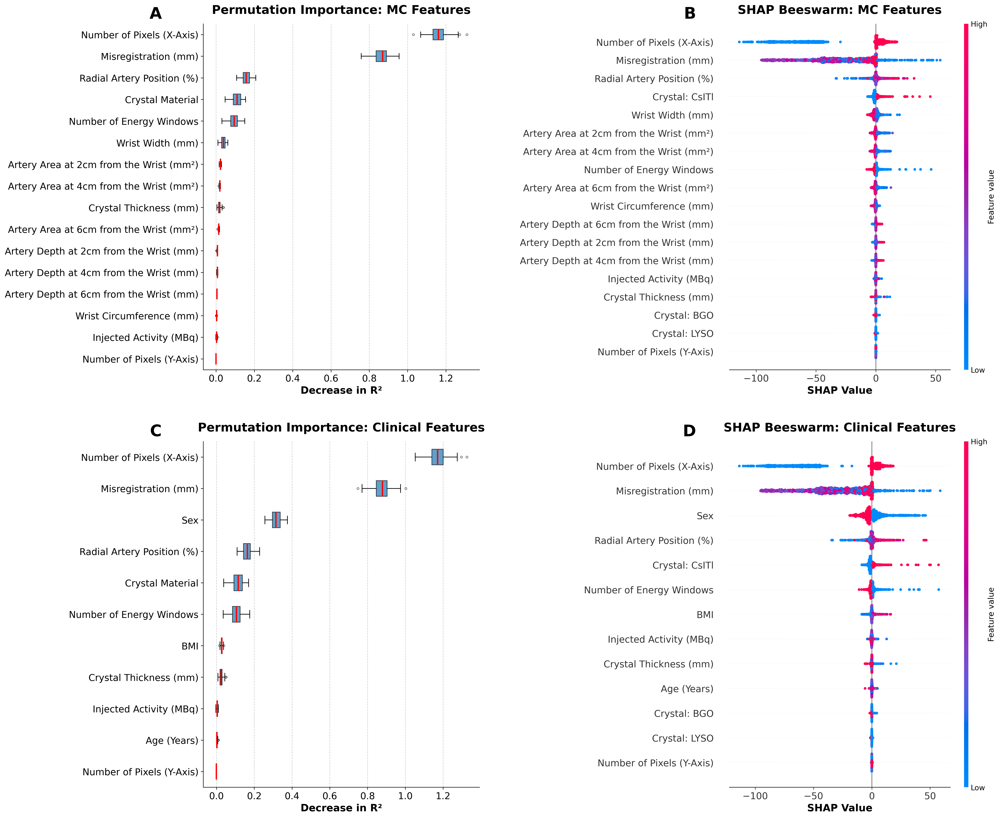 A
Permutation Importance: MC Features
Number of Pixels (X-Axis)
Misregistration (mm)
Radial Artery Position (%)
Crystal Material
Number of Energy Windows
Wrist Width (mm)
Artery Area at 2cm from the Wrist (mm²)
Artery Area at 4cm from the Wrist (mm²)
Crystal Thickness (mm)
Artery Area at 6cm from the Wrist (mm²)
Artery Depth at 2cm from the Wrist (mm)
Artery Depth at 4cm from the Wrist (mm)
Artery Depth at 6cm from the Wrist (mm)
Wrist Circumference (mm)
Injected Activity (MBq)
Number of Pixels (Y-Axis)
0.0 0.2 0.4 0.6 0.8 1.0 1.2
Decrease in R²
B
SHAP Beeswarm: MC Features
Number of Pixels (X-Axis)
Misregistration (mm)
Radial Artery Position (%)
Crystal: CsITl
Wrist Width (mm)
Artery Area at 2cm from the Wrist (mm²)
Artery Area at 4cm from the Wrist (mm²)
Number of Energy Windows
Artery Area at 6cm from the Wrist (mm²)
Wrist Circumference (mm)
Artery Depth at 6cm from the Wrist (mm)
Artery Depth at 2cm from the Wrist (mm)
Artery Depth at 4cm from the Wrist (mm)
Injected Activity (MBq)
Crystal Thickness (mm)
Crystal: BGO
Crystal: LYSO
Number of Pixels (Y-Axis)
−100 −50 0 50
SHAP Value
High
Feature value
Low
C
Permutation Importance: Clinical Features
Number of Pixels (X-Axis)
Misregistration (mm)
Sex
Radial Artery Position (%)
Crystal Material
Number of Energy Windows
BMI
Crystal Thickness (mm)
Injected Activity (MBq)
Age (Years)
Number of Pixels (Y-Axis)
0.0 0.2 0.4 0.6 0.8 1.0 1.2
Decrease in R²
D
SHAP Beeswarm: Clinical Features
Number of Pixels (X-Axis)
Misregistration (mm)
Sex
Radial Artery Position (%)
Crystal: CsITl
Number of Energy Windows
BMI
Injected Activity (MBq)
Crystal Thickness (mm)
Age (Years)
Crystal: BGO
Crystal: LYSO
Number of Pixels (Y-Axis)
−100 −50 0 50
SHAP Value
High
Feature value
Low